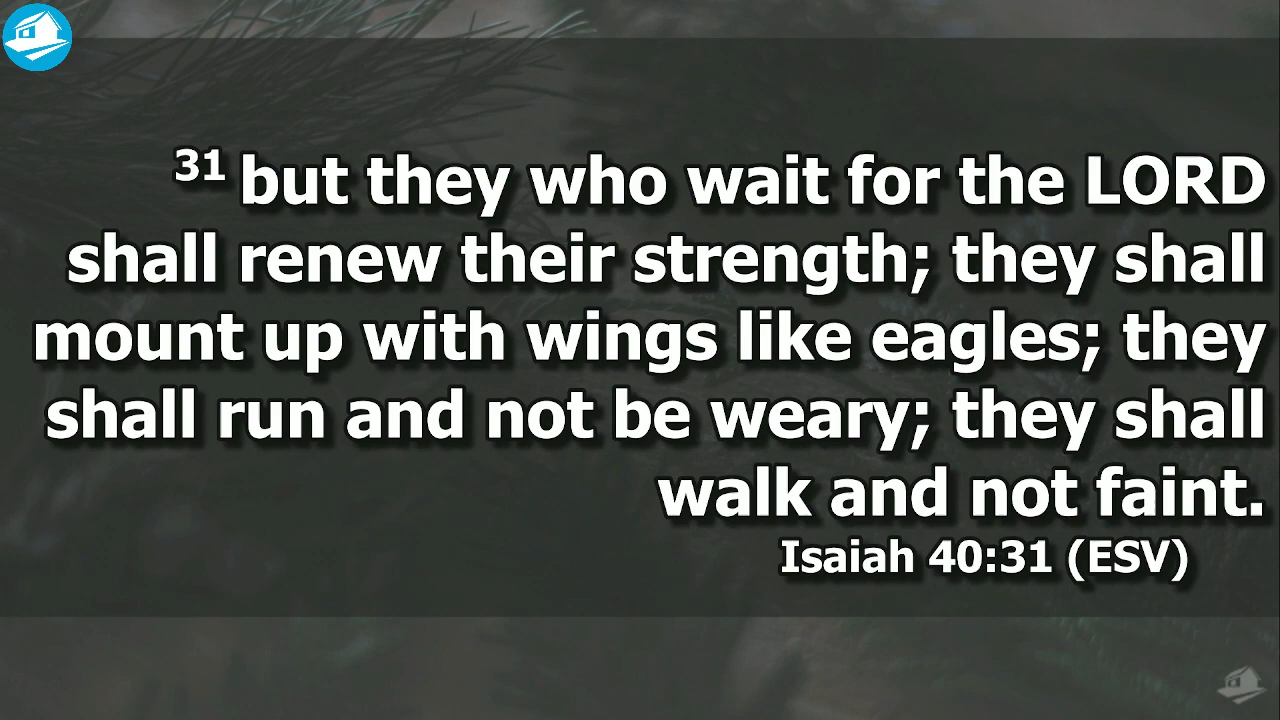 31 but they who wait for the LORD
shall renew their strength; they shall
mount up with wings like eagles; they
shall run and not be weary; they shall
walk and not faint.
Isaiah 40:31 (ESV)